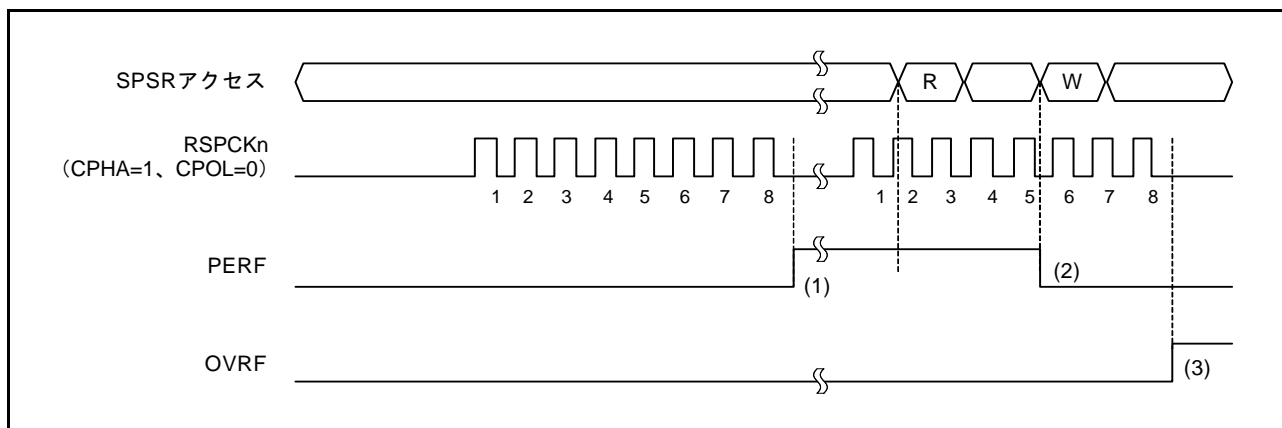 SPSRアクセス
R
W
RSPCKn
（CPHA=1、CPOL=0）
1 2 3 4 5 6 7 8 1 2 3 4 5 6 7 8
PERF
(1)
(2)
OVRF
(3)